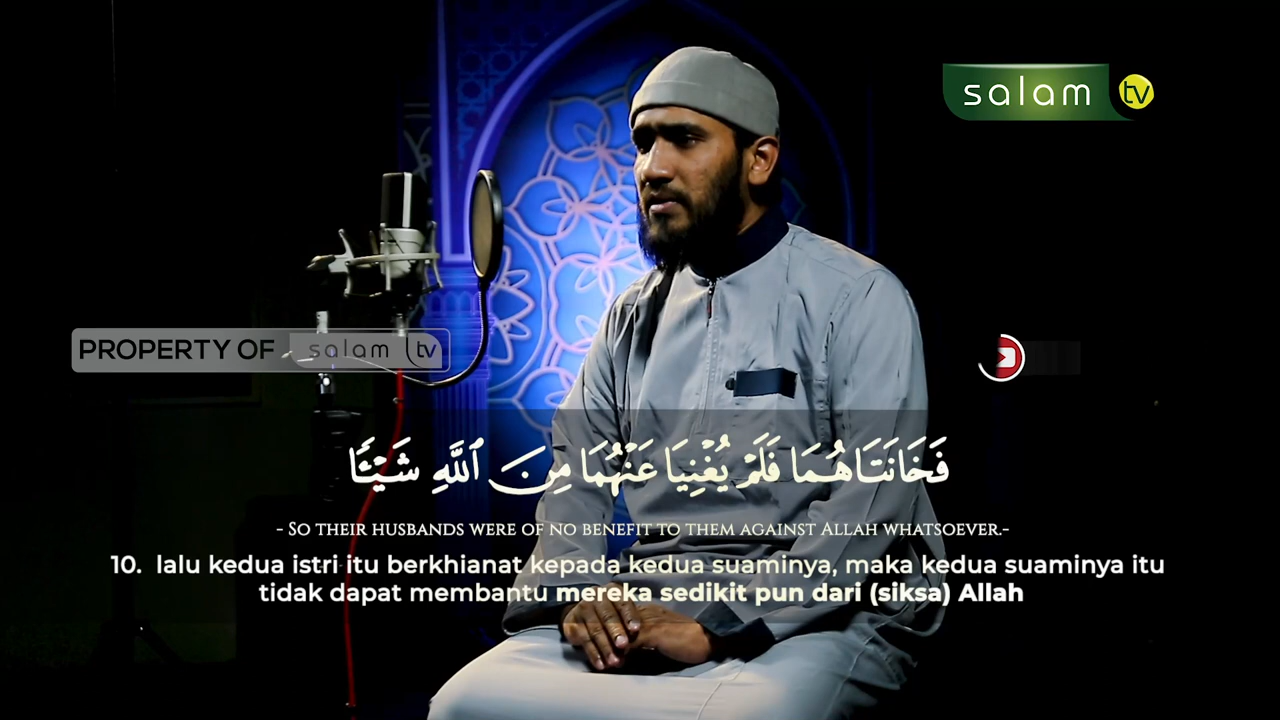 salam tv
PROPERTY OF salam tv
فَخَانَتَاهُمَا فَلَمْ يُغْنِيَا عَنْهُمَا مِنَ ٱللَّهِ شَيْـًٔا
- So their husbands were of no benefit to them against Allah whatsoever.-
10. lalu kedua istri itu berkhianat kepada kedua suaminya, maka kedua suaminya itu
tidak dapat membantu mereka sedikit pun dari (siksa) Allah